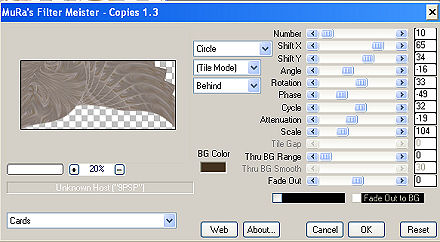 MuRa's Filter Meister - Copies 1.3
Circle
(Tile Mode)
Behind
Number 10
Shift X 65
Shift Y 34
Angle -16
Rotation 33
Phase -49
Cycle 32
Attenuation -19
Scale 104
Tile Gap 0
Thru BG Range 0
Thru BG Smooth 30
Fade Out 0
Fade Out to BG
BG Color
20%
Unknown Host ("9PSP")
Cards
Web
About...
Cancel
OK
Reset